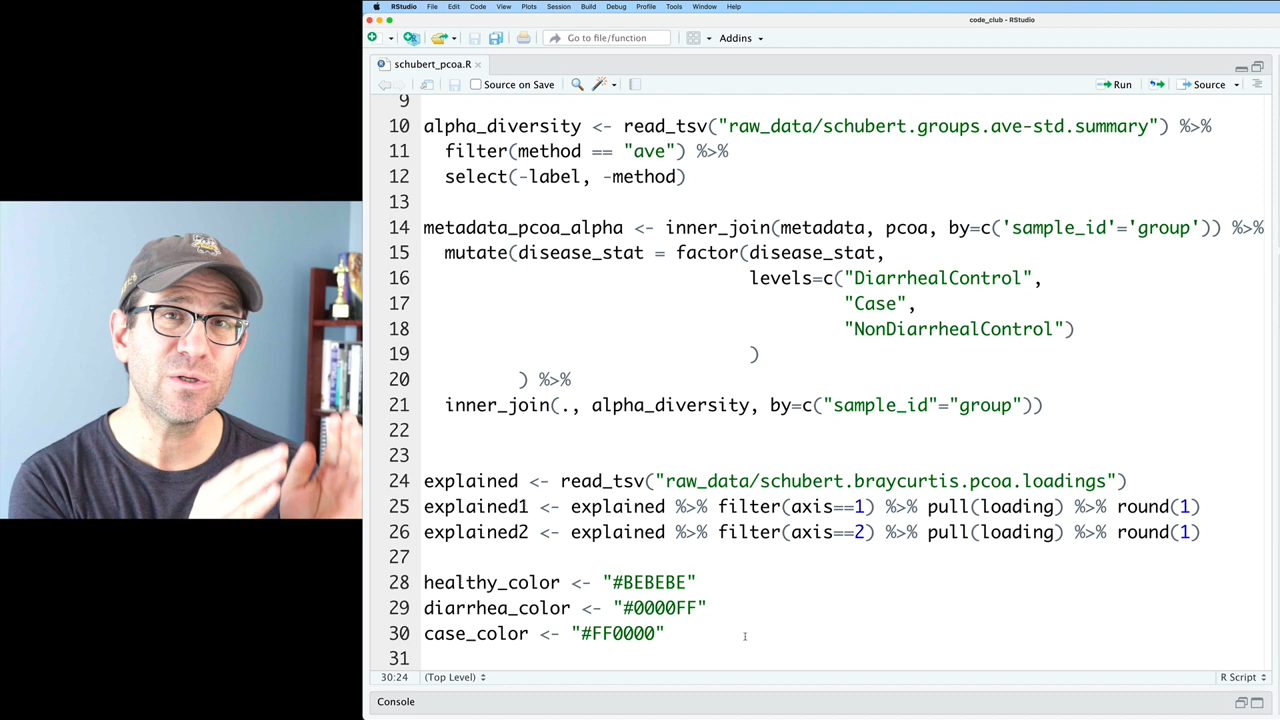 RStudio File Edit Code View Plots Session Build Debug Profile Tools Window Help
code_club - RStudio
Go to file/function Addins
schubert_pcoa.R
Source on Save Run Source
9
10 alpha_diversity <- read_tsv("raw_data/schubert.groups.ave-std.summary") %>%
11 filter(method == "ave") %>%
12 select(-label, -method)
13
14 metadata_pcoa_alpha <- inner_join(metadata, pcoa, by=c('sample_id'='group')) %>%
15 mutate(disease_stat = factor(disease_stat,
16 levels=c("DiarrhealControl",
17 "Case",
18 "NonDiarrhealControl")
19 )
20 ) %>%
21 inner_join(., alpha_diversity, by=c("sample_id"="group"))
22
23
24 explained <- read_tsv("raw_data/schubert.braycurtis.pcoa.loadings")
25 explained1 <- explained %>% filter(axis==1) %>% pull(loading) %>% round(1)
26 explained2 <- explained %>% filter(axis==2) %>% pull(loading) %>% round(1)
27
28 healthy_color <- "#BEBEBE"
29 diarrhea_color <- "#0000FF"
30 case_color <- "#FF0000"
31
30:24 (Top Level) R Script
Console